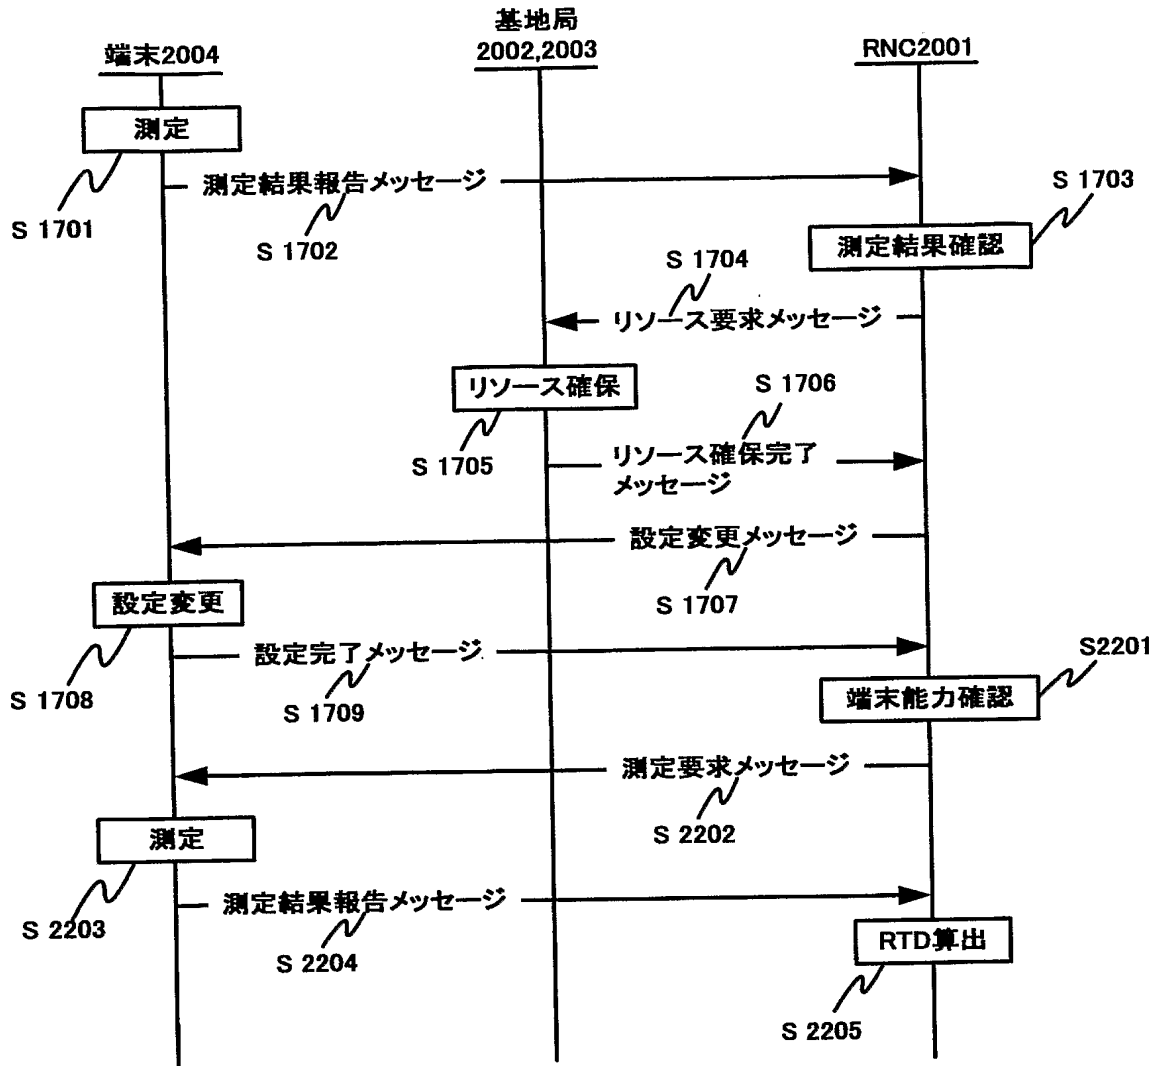 基地局
端末2004
2002,2003
RNC2001
測定
測定結果報告メッセージ
S 1701
S 1702
S 1703
測定結果確認
S 1704
リソース要求メッセージ
リソース確保
S 1705
S 1706
リソース確保完了
メッセージ
設定変更メッセージ
S 1707
設定変更
S 1708
設定完了メッセージ
S 1709
S2201
端末能力確認
測定要求メッセージ
S 2202
測定
S 2203
測定結果報告メッセージ
S 2204
RTD算出
S 2205